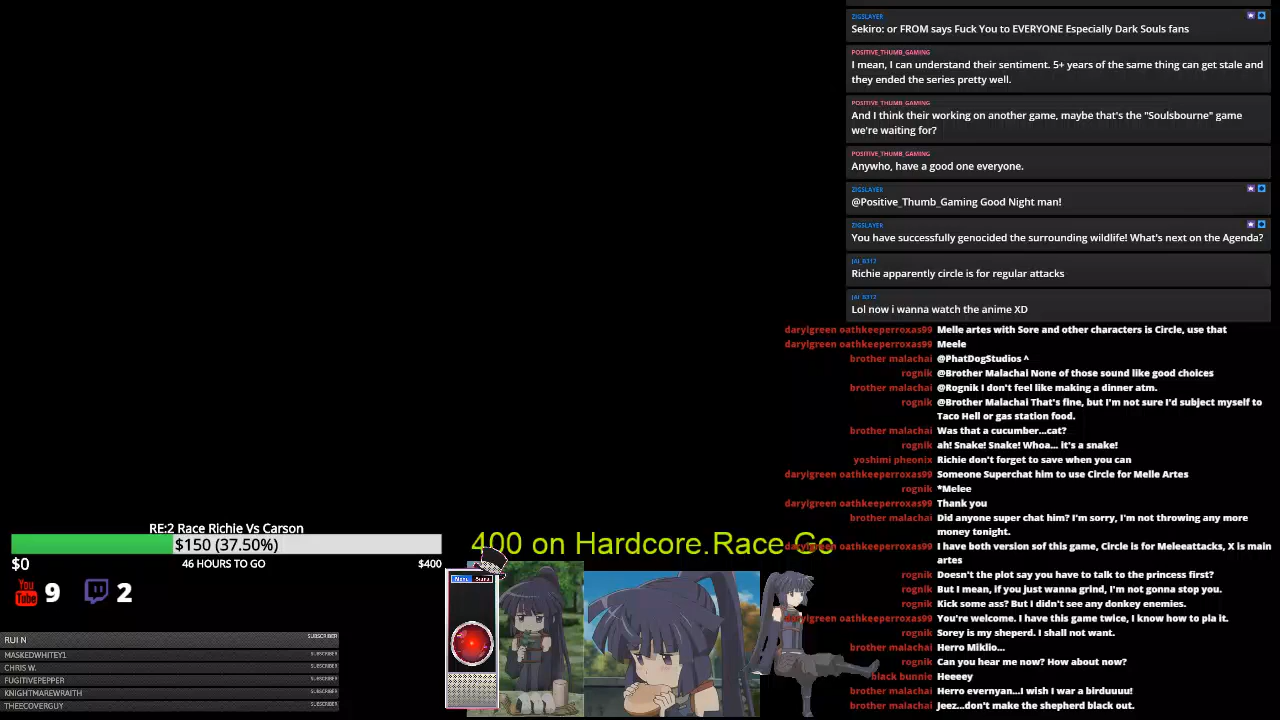 ZIGSLAYER
Sekiro: or FROM says Fuck You to EVERYONE Especially Dark Souls fans
POSITIVE_THUMB_GAMING
I mean, I can understand their sentiment. 5+ years of the same thing can get stale and
they ended the series pretty well.
POSITIVE_THUMB_GAMING
And I think their working on another game, maybe that's the "Soulsbourne" game
we're waiting for?
POSITIVE_THUMB_GAMING
Anywho, have a good one everyone.
ZIGSLAYER
@Positive_Thumb_Gaming Good Night man!
ZIGSLAYER
You have successfully genocided the surrounding wildlife! What's next on the Agenda?
JAJ_B312
Richie apparently circle is for regular attacks
JAJ_B312
Lol now i wanna watch the anime XD
darylgreen oathkeeperroxas99 Melle artes with Sore and other characters is Circle, use that
darylgreen oathkeeperroxas99 Meele
brother malachai @PhatDogStudios ^
rognik @Brother Malachai None of those sound like good choices
brother malachai @Rognik I don't feel like making a dinner atm.
rognik @Brother Malachai That's fine, but I'm not sure I'd subject myself to
Taco Hell or gas station food.
brother malachai Was that a cucumber...cat?
rognik ah! Snake! Snake! Whoa... it's a snake!
yoshimi pheonix Richie don't forget to save when you can
darylgreen oathkeeperroxas99 Someone Superchat him to use Circle for Melle Artes
rognik *Melee
darylgreen oathkeeperroxas99 Thank you
brother malachai Did anyone super chat him? I'm sorry, I'm not throwing any more
money tonight.
darylgreen oathkeeperroxas99 I have both version sof this game, Circle is for Meleee attacks, X is main
artes
rognik Doesn't the plot say you have to talk to the princess first?
rognik But I mean, if you just wanna grind, I'm not gonna stop you.
rognik Kick some ass? But I didn't see any donkey enemies.
darylgreen oathkeeperroxas99 You're welcome. I have this game twice, I know how to pla it.
rognik Sorey is my sheperd. I shall not want.
brother malachai Herro Miklio...
rognik Can you hear me now? How about now?
black bunnie Heeeey
brother malachai Herro evernyan...I wish I war a birduuuu!
brother malachai Jeez...don't make the shepherd black out.
RE:2 Race Richie Vs Carson
$150 (37.50%)
$0 46 HOURS TO GO $400
400 on Hardcore.Race Go
You Tube 9 2
RUI N SUBSCRIBER
MASKEDWHITEY1 SUBSCRIBER
CHRIS W. SUBSCRIBER
FUGITIVEPEPPER SUBSCRIBER
KNIGHTMAREWRAITH SUBSCRIBER
THEECOVERGUY SUBSCRIBER